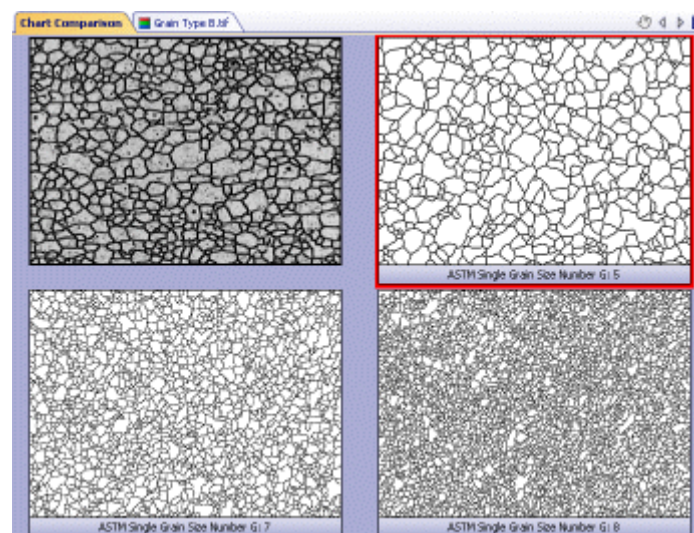 Chart Comparison
Grain Type B.tif
ASTM Single Grain Size Number G: 5
ASTM Single Grain Size Number G: 7
ASTM Single Grain Size Number G: 8